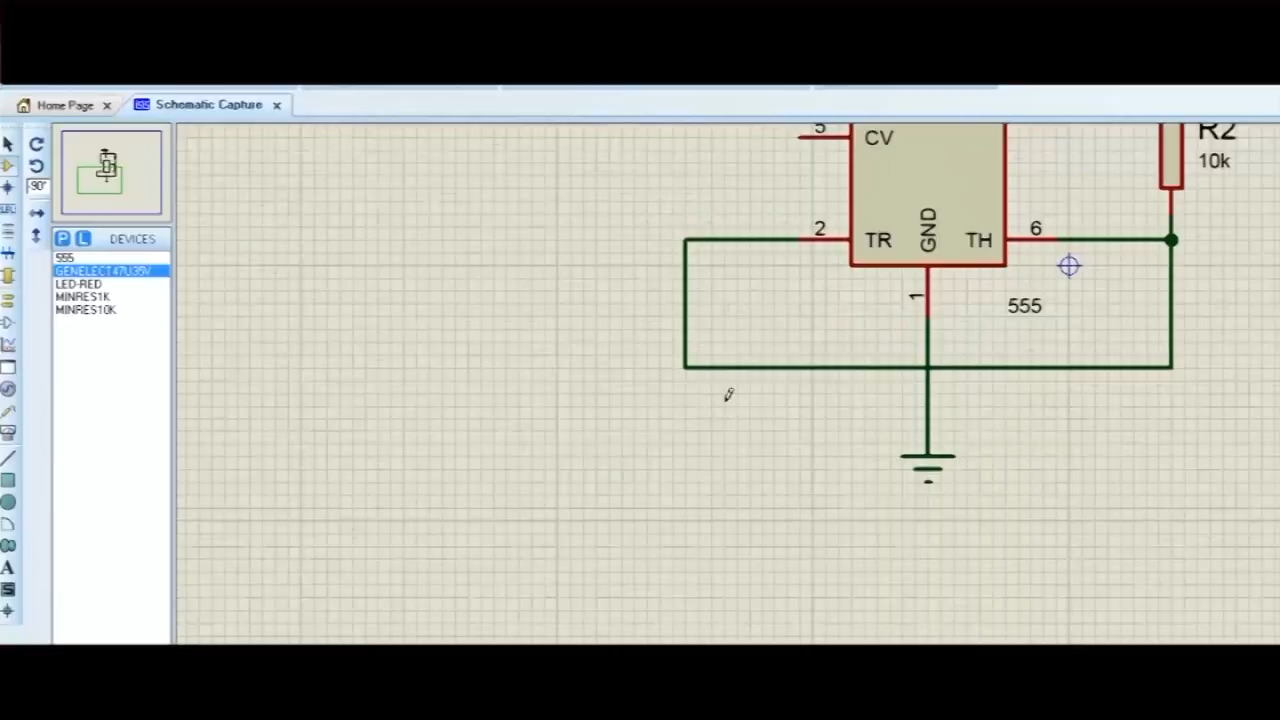 Home Page
Schematic Capture
-90°
P L DEVICES
555
GENELECT47U35V
LED-RED
MINRES1K
MINRES10K
5
CV
2
TR
GND
TH
6
1
555
R2
10k
A
S